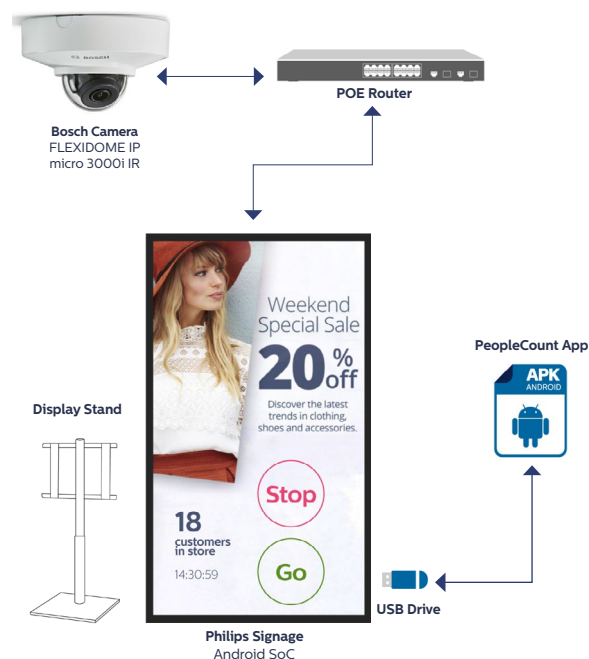 BOSCH
POE Router
Bosch Camera
FLEXIDOME IP
micro 3000i IR
Weekend
Special Sale
20%
off
Discover the latest
trends in clothing,
shoes and accessories.
PeopleCount App
APK
ANDROID
Display Stand
Stop
18
customers
in store
14:30:59
Go
USB Drive
Philips Signage
Android SoC